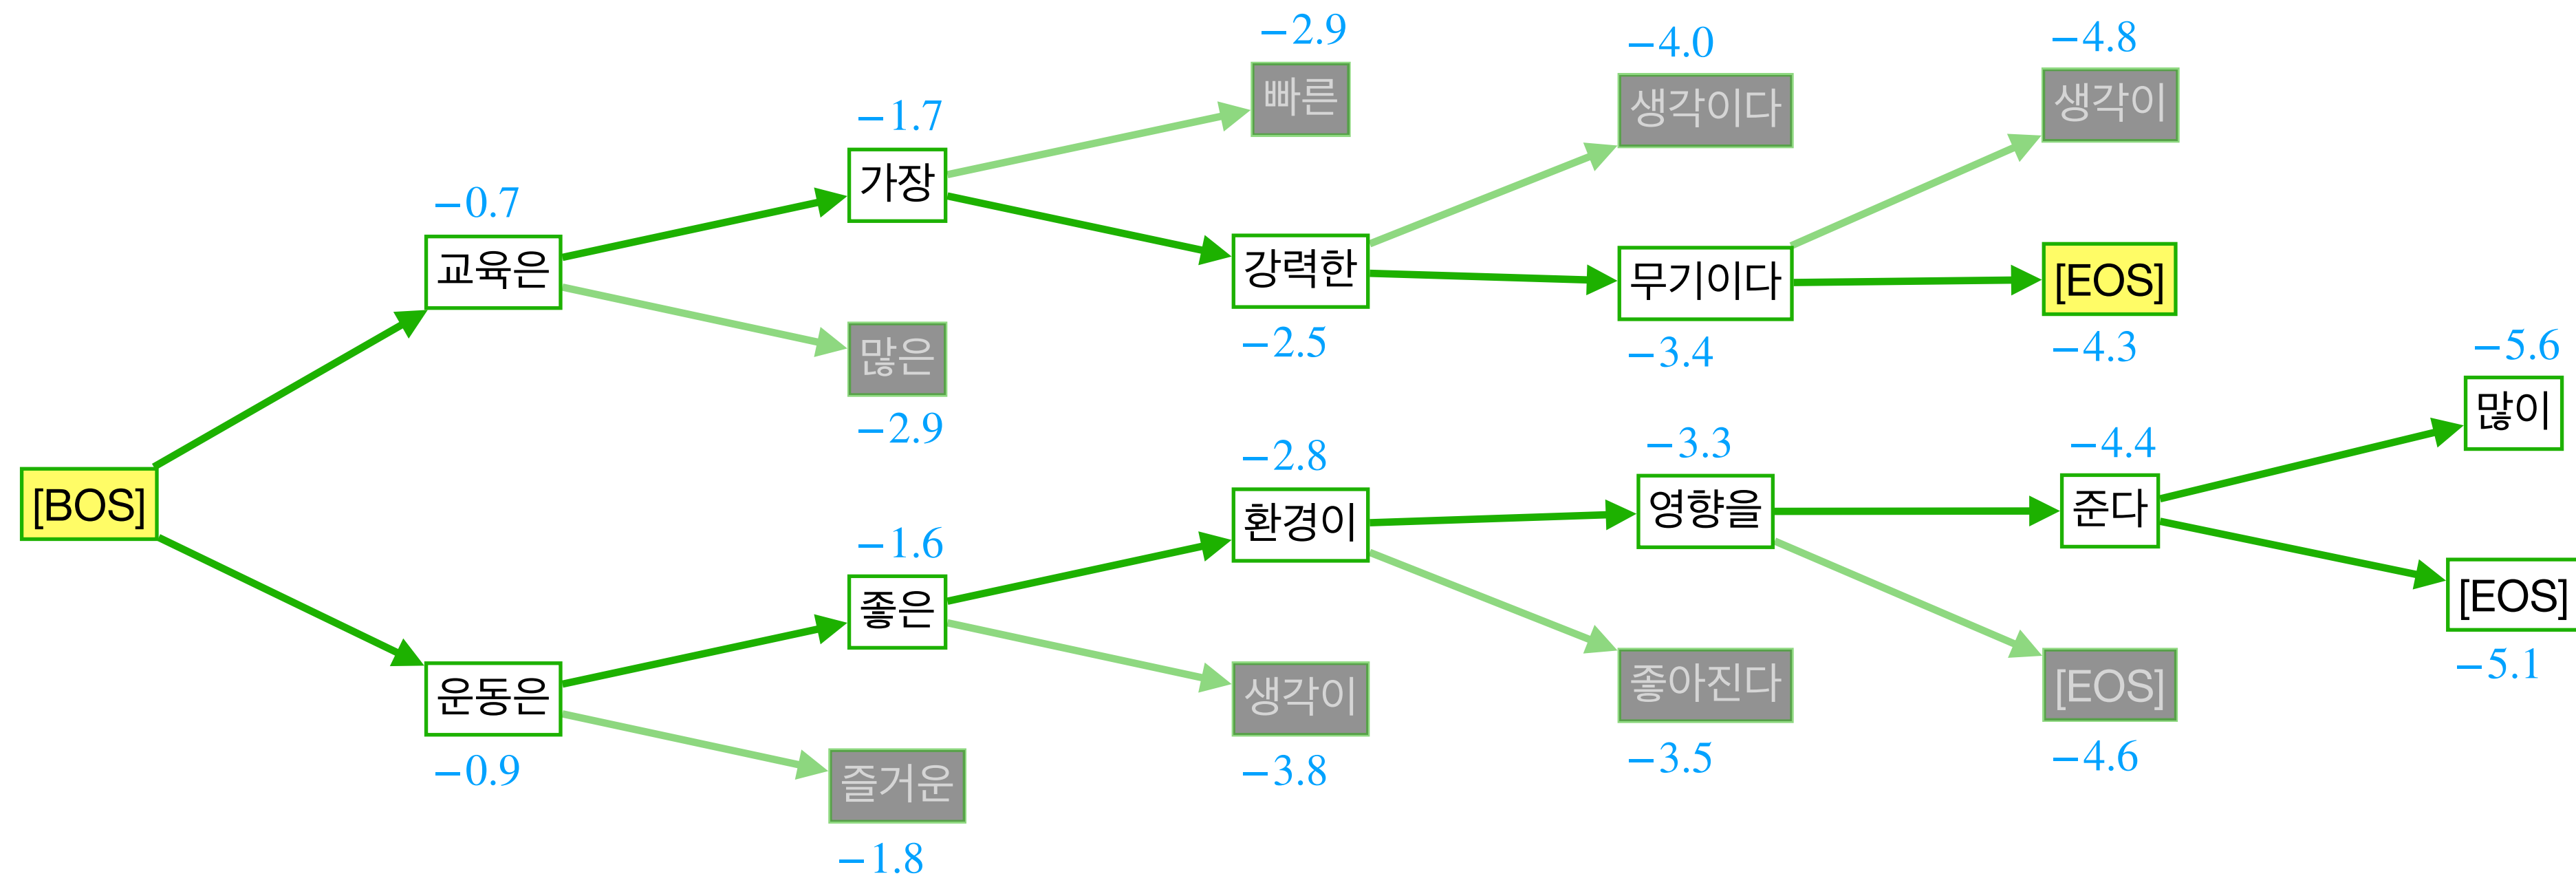 [BOS]
−0.7
교육은
운동은
−0.9
−1.7
가장
많은
−2.9
−1.6
좋은
즐거운
−1.8
−2.9
빠른
강력한
−2.5
−2.8
환경이
생각이
−3.8
−4.0
생각이다
무기이다
−3.4
−3.3
영향을
좋아진다
−3.5
−4.8
생각이
[EOS]
−4.3
−4.4
준다
[EOS]
−4.6
−5.6
많이
[EOS]
−5.1